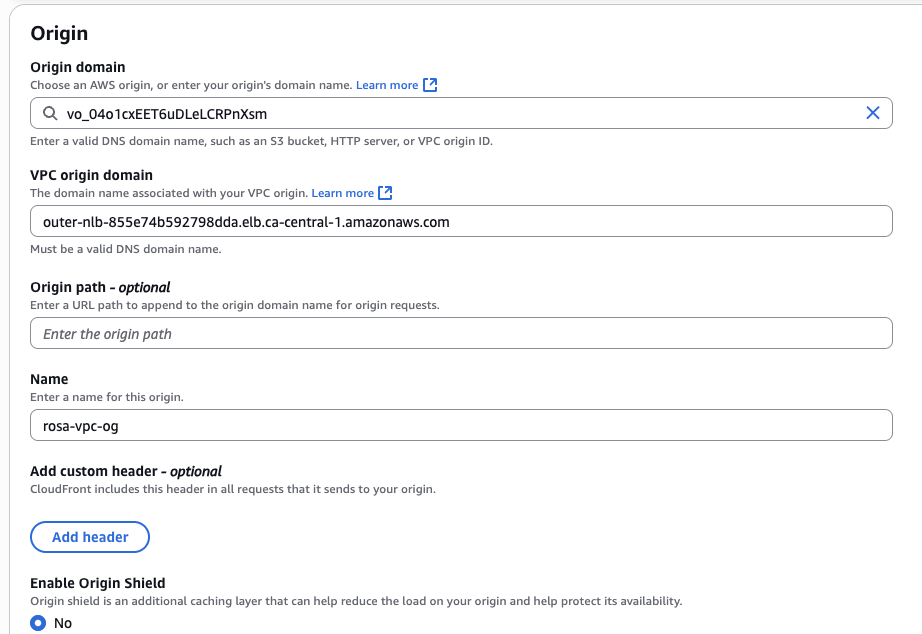 Origin
Origin domain
Choose an AWS origin, or enter your origin's domain name. Learn more
vo_04o1cxEET6uDLeLCRPnXsm
Enter a valid DNS domain name, such as an S3 bucket, HTTP server, or VPC origin ID.
VPC origin domain
The domain name associated with your VPC origin. Learn more
outer-nlb-855e74b592798dda.elb.ca-central-1.amazonaws.com
Must be a valid DNS domain name.
Origin path - optional
Enter a URL path to append to the origin domain name for origin requests.
Enter the origin path
Name
Enter a name for this origin.
rosa-vpc-og
Add custom header - optional
CloudFront includes this header in all requests that it sends to your origin.
Add header
Enable Origin Shield
Origin shield is an additional caching layer that can help reduce the load on your origin and help protect its availability.
No